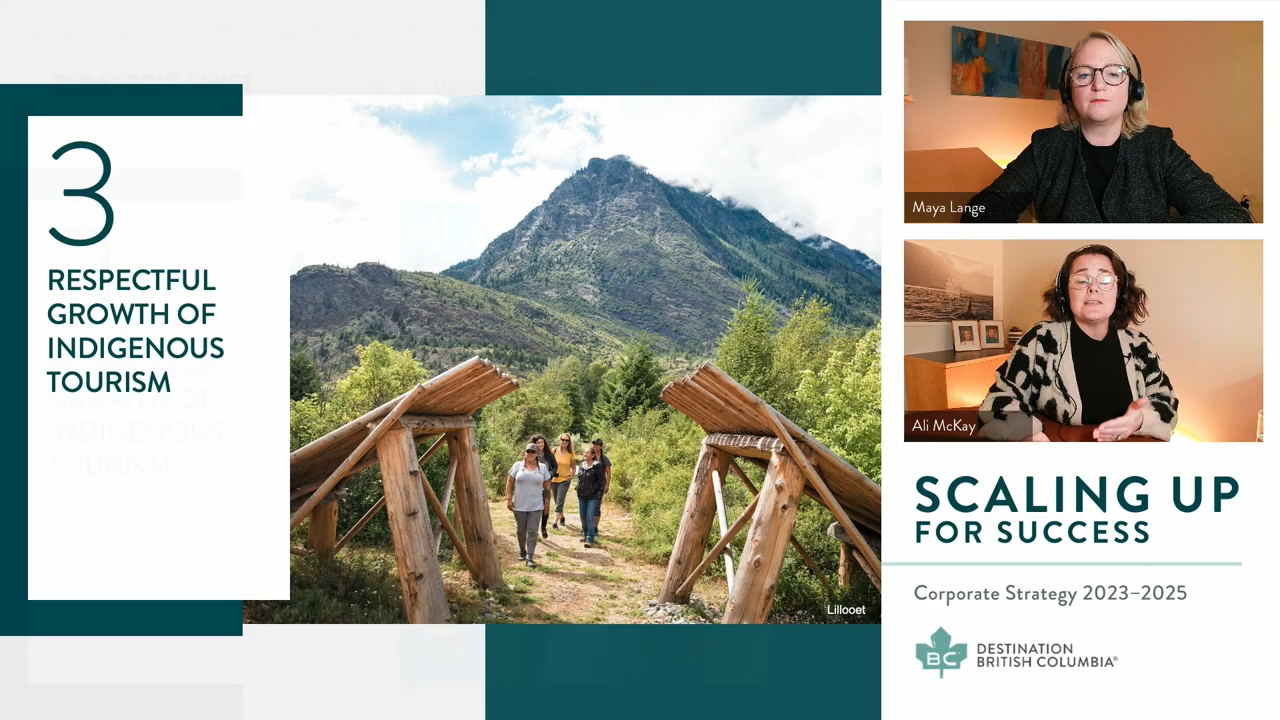 3
RESPECTFUL
GROWTH OF
INDIGENOUS
TOURISM
Lillooet
Maya Lange
Ali McKay
SCALING UP
FOR SUCCESS
Corporate Strategy 2023–2025
BC
DESTINATION
BRITISH COLUMBIA®